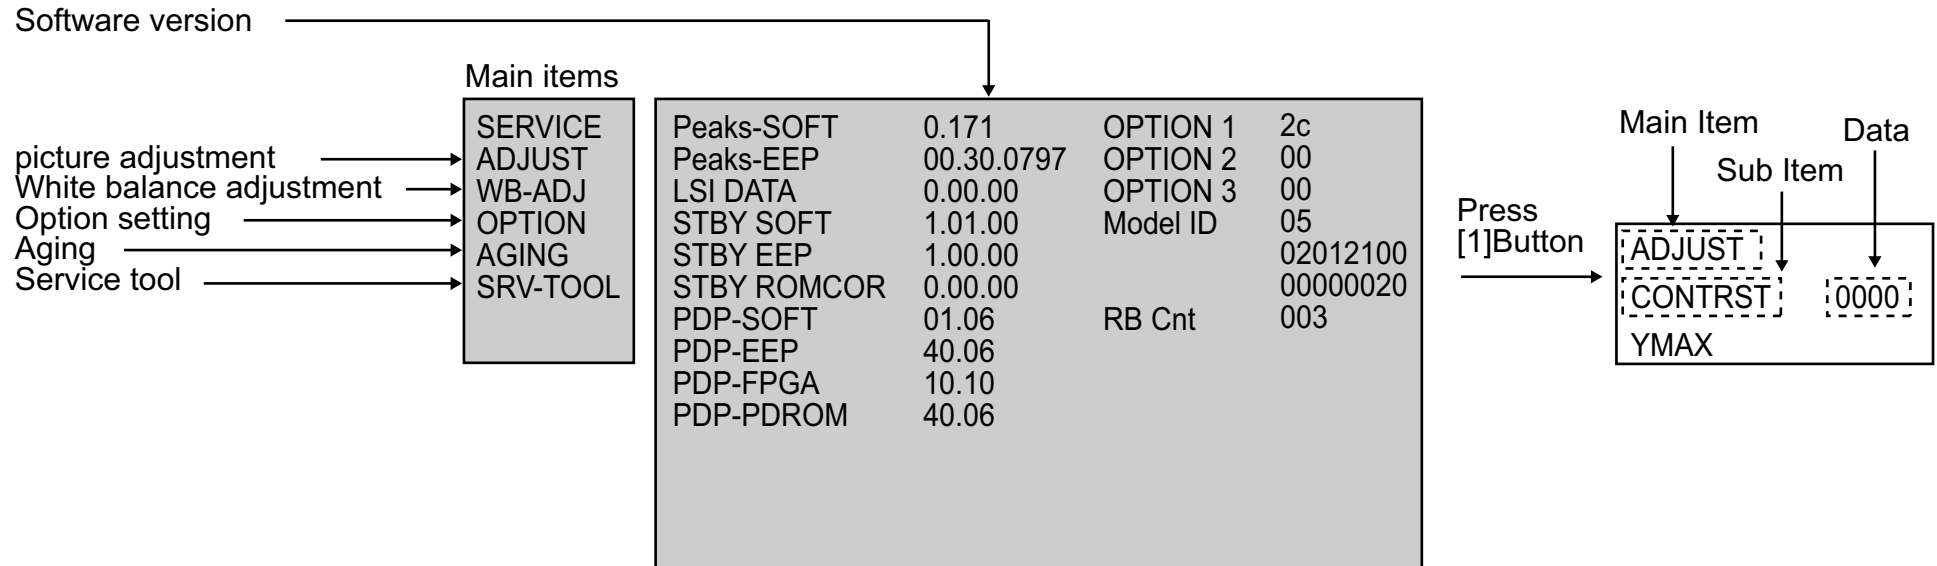 Software version
Main items
picture adjustment
White balance adjustment
Option setting
Aging
Service tool
SERVICE
ADJUST
WB-ADJ
OPTION
AGING
SRV-TOOL
Peaks-SOFT 0.171 OPTION 1 2c
Peaks-EEP 00.30.0797 OPTION 2 00
LSI DATA 0.00.00 OPTION 3 00
STBY SOFT 1.01.00 Model ID 05
STBY EEP 1.00.00 02012100
STBY ROMCOR 0.00.00 00000020
PDP-SOFT 01.06 RB Cnt 003
PDP-EEP 40.06
PDP-FPGA 10.10
PDP-PDROM 40.06
Press
[1]Button
Main Item
Sub Item
Data
ADJUST
CONTRST 0000
YMAX